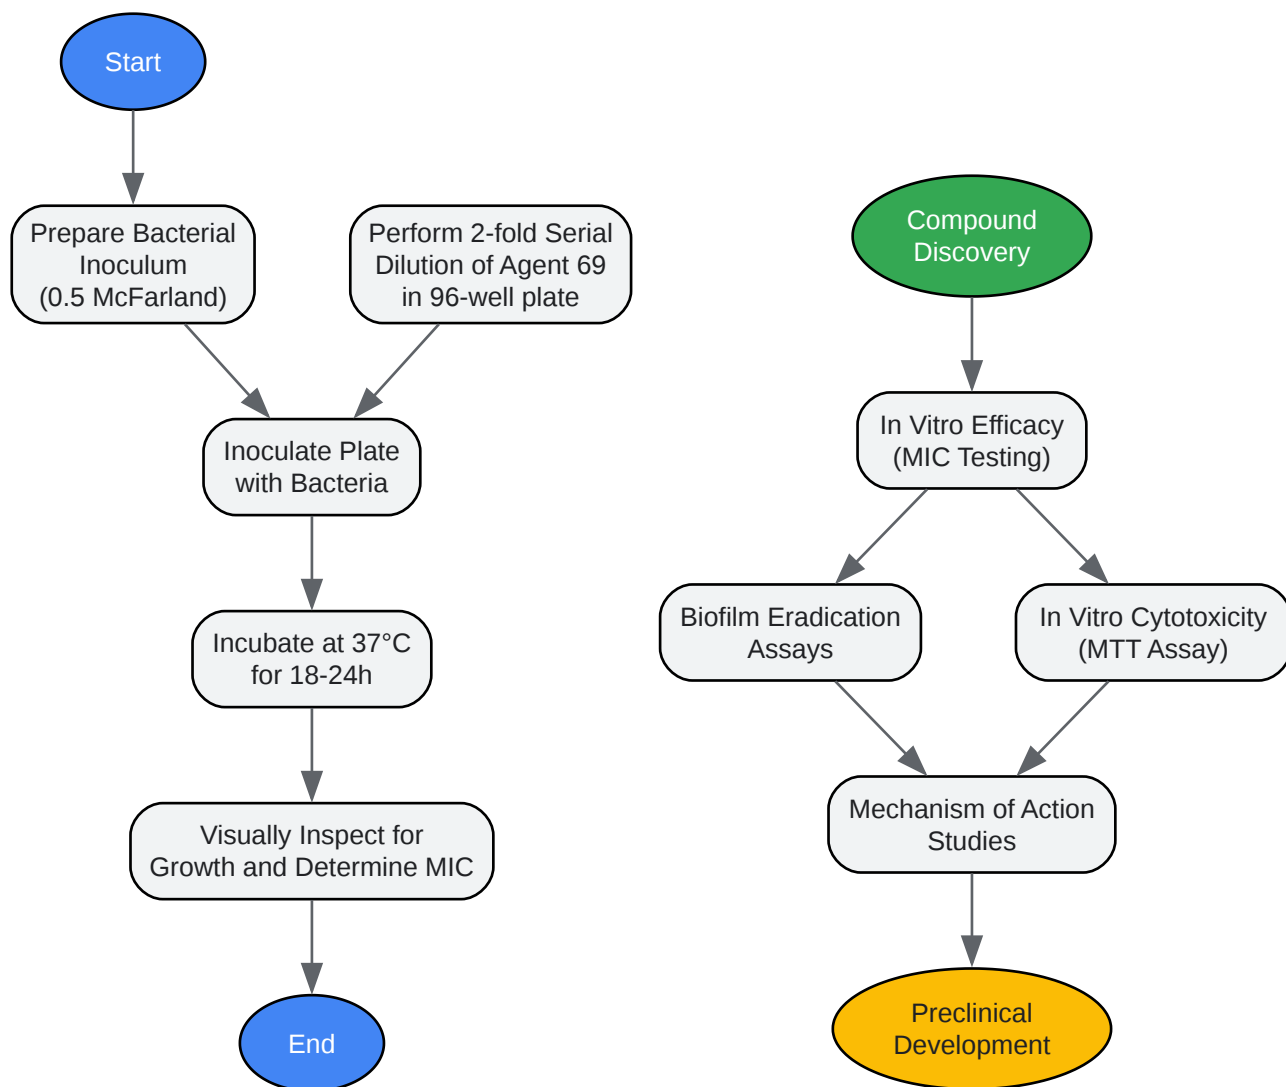 Start
Prepare Bacterial
Inoculum
(0.5 McFarland)
Perform 2-fold Serial
Dilution of Agent 69
in 96-well plate
Inoculate Plate
with Bacteria
Incubate at 37°C
for 18-24h
Visually Inspect for
Growth and Determine MIC
End
Compound
Discovery
In Vitro Efficacy
(MIC Testing)
Biofilm Eradication
Assays
In Vitro Cytotoxicity
(MTT Assay)
Mechanism of Action
Studies
Preclinical
Development